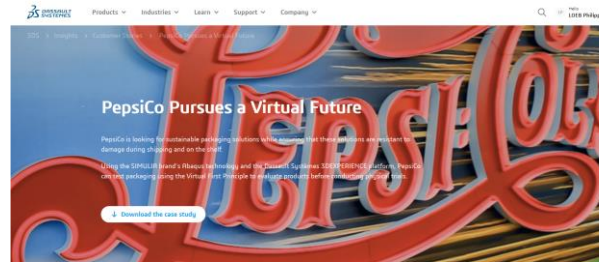 DASSAULT
SYSTEMES
Products
Industries
Learn
Support
Company
Hello
LOEB Philippe
3DS > Insights > Customer Stories > PepsiCo Pursues a Virtual Future
PEPSI:COLA
PepsiCo Pursues a Virtual Future
PepsiCo is looking for sustainable packaging solutions while ensuring that these solutions are resistant to
damage during shipping and on the shelf.
Using the SIMULIA brand's Abaqus technology and the Dassault Systèmes 3DEXPERIENCE platform, PepsiCo
can test packaging using the Virtual First Principle to evaluate products before conducting physical trials.
Download the case study